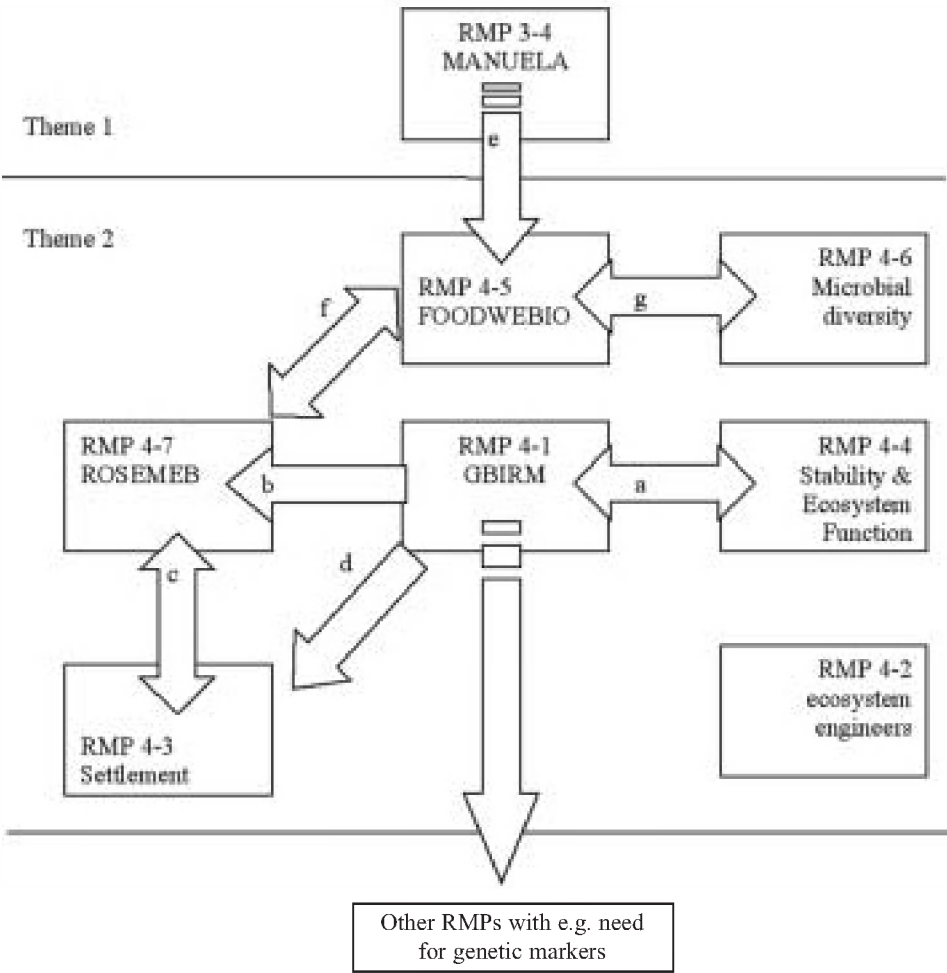 RMP 3-4
MANUELA
e
Theme 1
Theme 2
RMP 4-5
FOODWEBIO
g
RMP 4-6
Microbial
diversity
f
RMP 4-7
ROSEMEB
b
RMP 4-1
GBIRM
a
RMP 4-4
Stability &
Ecosystem
Function
c
d
RMP 4-3
Settlement
RMP 4-2
ecosystem
engineers
Other RMPs with e.g. need
for genetic markers